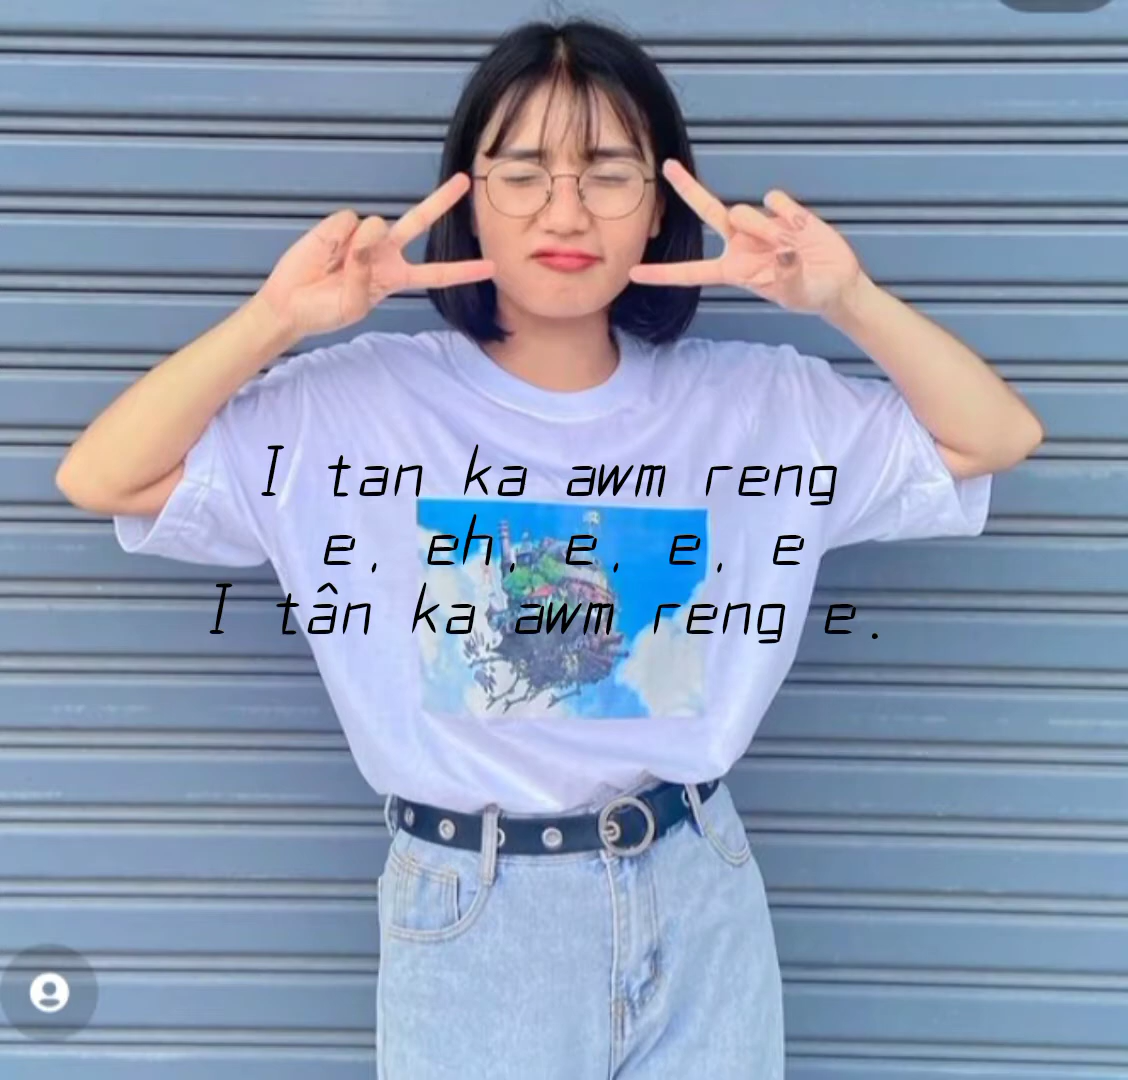 I tan ka awm reng
e, eh, e, e, e
I tân ka awm reng e.